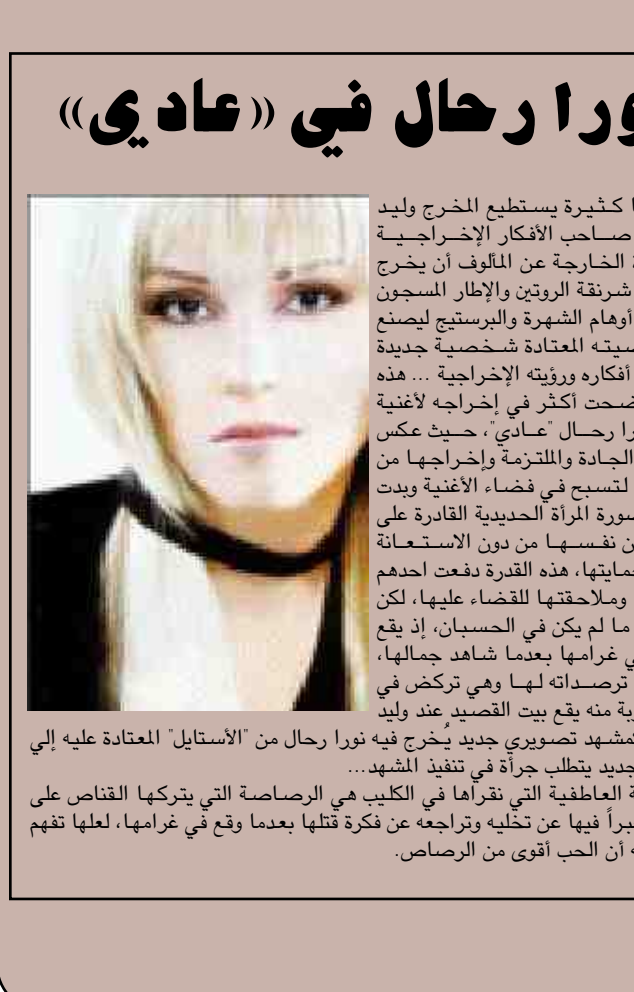 ورا رحال في «عادي»
ا كثيرة يستطيع المخرج وليد
صاحب الأفكار الإخراجية
ة الخارجة عن المألوف أن يخرج
شرنقة الروتين والإطار المسجون
أوهام الشهرة والبرستيج ليصنع
سيته المعتادة شخصية جديدة
أفكاره ورؤيته الإخراجية ... هذه
ضحت أكثر في إخراجه لأغنية
را رحال "عادي"، حيث عكس
الجادة والملتزمة وإخراجها من
لتسبح في فضاء الأغنية وبدت
سورة المرأة الحديدية القادرة على
ن نفسها من دون الاستعانة
مايتها، هذه القدرة دفعت احدهم
وملاحقتها للقضاء عليها، لكن
ما لم يكن في الحسبان، إذ يقع
ي غرامها بعدما شاهد جمالها،
ترصداته لها وهي تركض في
وبة منه يقع بيت القصيد عند وليد
كمشهد تصويري جديد يُخرج فيه نورا رحال من "الأستايل" المعتادة عليه إلي
جديد يتطلب جرأة في تنفيذ المشهد...
ة العاطفية التي نقرأها في الكليب هي الرصاصة التي يتركها القناص على
مبراً فيها عن تخليه وتراجعه عن فكرة قتلها بعدما وقع في غرامها، لعلها تفهم
ه أن الحب أقوى من الرصاص.